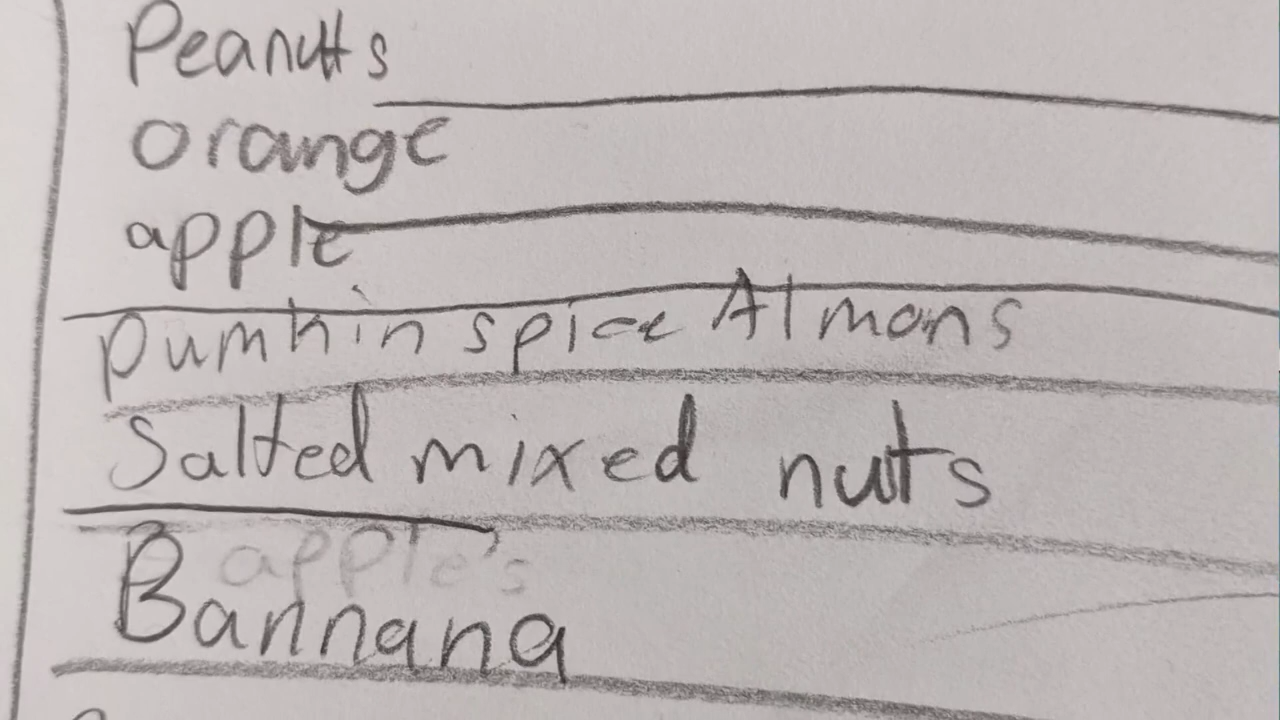 Peanuts
orange
apple
Pumkin spice Almons
Salted mixed nuts
apple's
Bannana